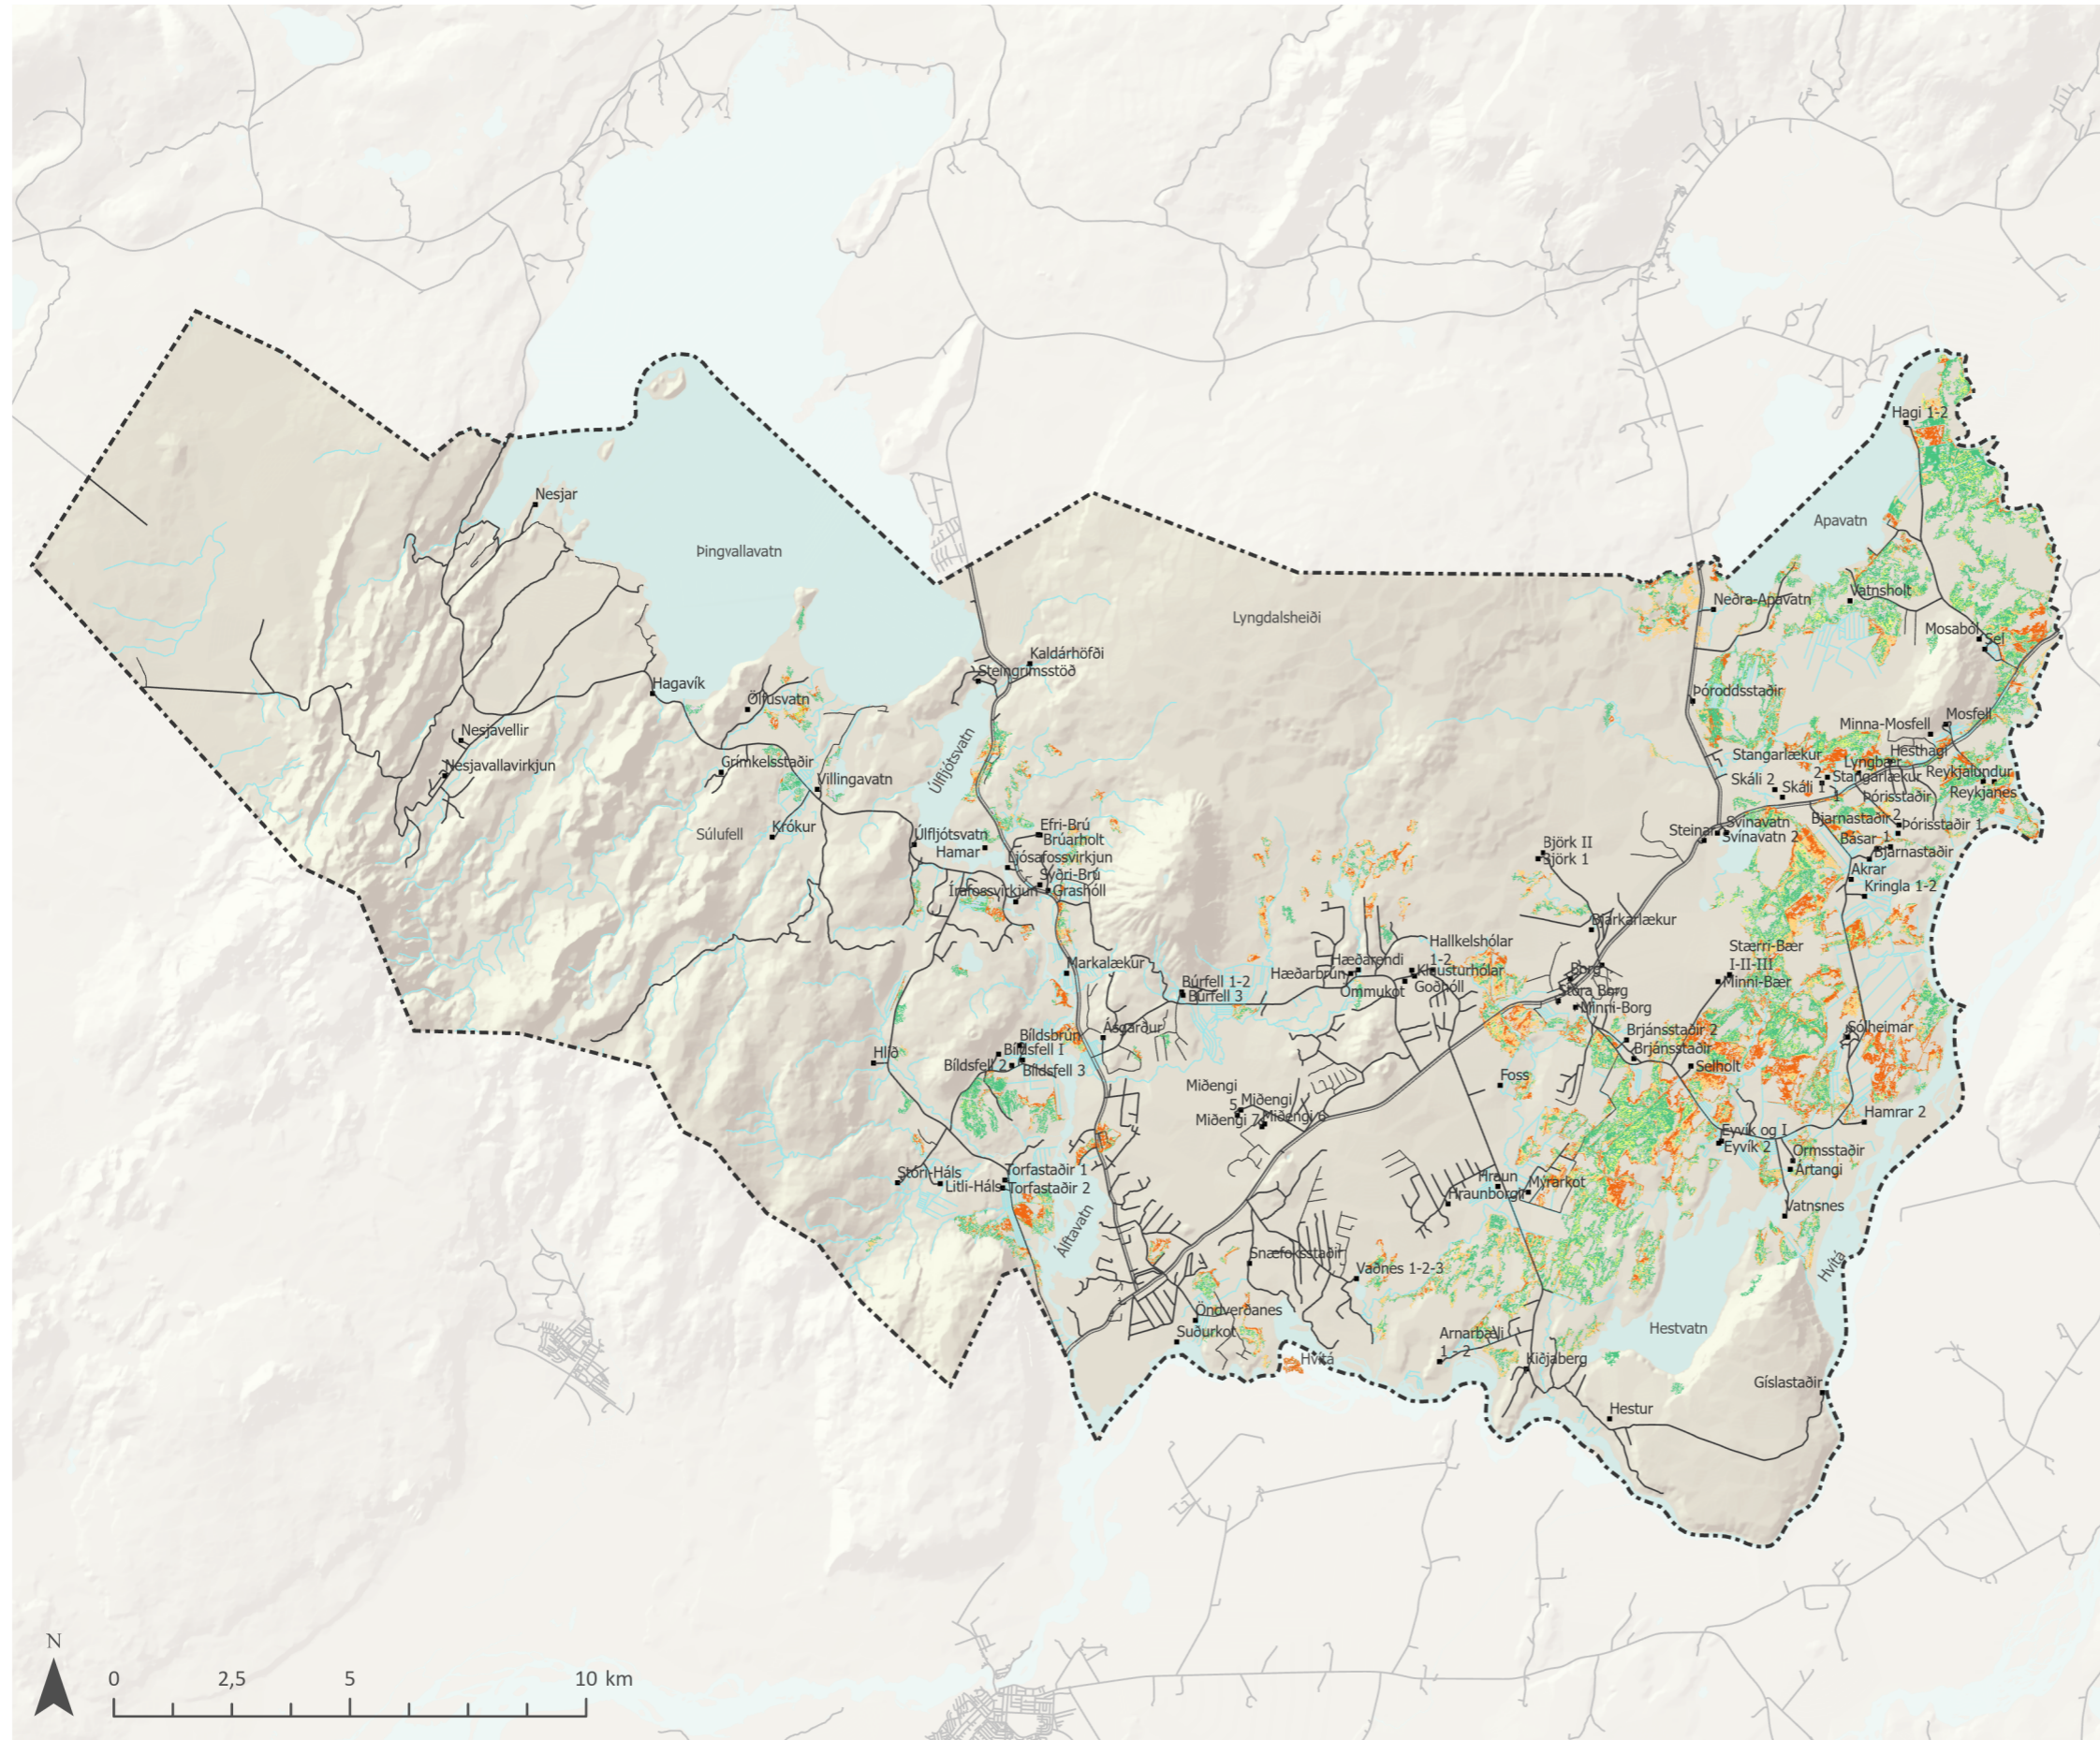 Hagi 1-2
Nesjar
Apavatn
Þingvallavatn
Vatnsholt
Neðra-Apavatn
Lyngdalsheiði
Mosaból
Sel
Kaldárhöfði
Steingrímsstöð
Hagavík
Ölfusvatn
Þóroddsstaðir
Mosfell
Minna-Mosfell
Nesjavellir
Hesthagi
Stangarlækur
2
Lyngbær
Grímkelsstaðir
Nesjavallavirkjun
Stangarlækur
1
Reykjalundur
Skáli 2
Skáli 1
Villingavatn
Úlfljótsvatn
Reykjanes
Þórisstaðir
2
Bjarnastaðir 2
Þórisstaðir 1
Svínavatn
Efri-Brú
Krókur
Súlufell
Steinar
Svínavatn 2
Úlfljótsvatn
Brúarholt
Básar 1
Björk II
Hamar
Bjarnastaðir
Ljósafossvirkjun
Björk 1
Akrar
Syðri-Brú
Kringla 1-2
Írafossvirkjun
Grashóll
Bjarkarlækur
Hallkelshólar
1-2
Stærri-Bær
I-II-III
Hæðarendi
Markalækur
Hæðarbrún
Klausturhólar
Borg
Búrfell 1-2
Minni-Bær
Goðhóll
Ömmukot
Stóra Borg
Búrfell 3
Minni-Borg
Ásgarður
Brjánsstaðir 2
Sólheimar
Bíldsbrún
Bíldsfell I
Brjánsstaðir
Hlíð
Bíldsfell 2
Bíldsfell 3
Selholt
Foss
Miðengi
5
Miðengi
Hamrar 2
Miðengi 7
Miðengi 6
Eyvík og I
Eyvík 2
Ormsstaðir
Stóri-Háls
Torfastaðir 1
Ártangi
Hraun
Mýrarkot
Litli-Háls
Torfastaðir 2
Hraunborgir
Vatnsnes
Álftavatn
Snæfoksstaðir
Vaðnes 1-2-3
Hvítá
Öndverðanes
Hestvatn
Suðurkot
Arnarbæli
1 - 2
Hvítá
Kiðjaberg
Gíslastaðir
Hestur
N
0 2,5 5 10 km